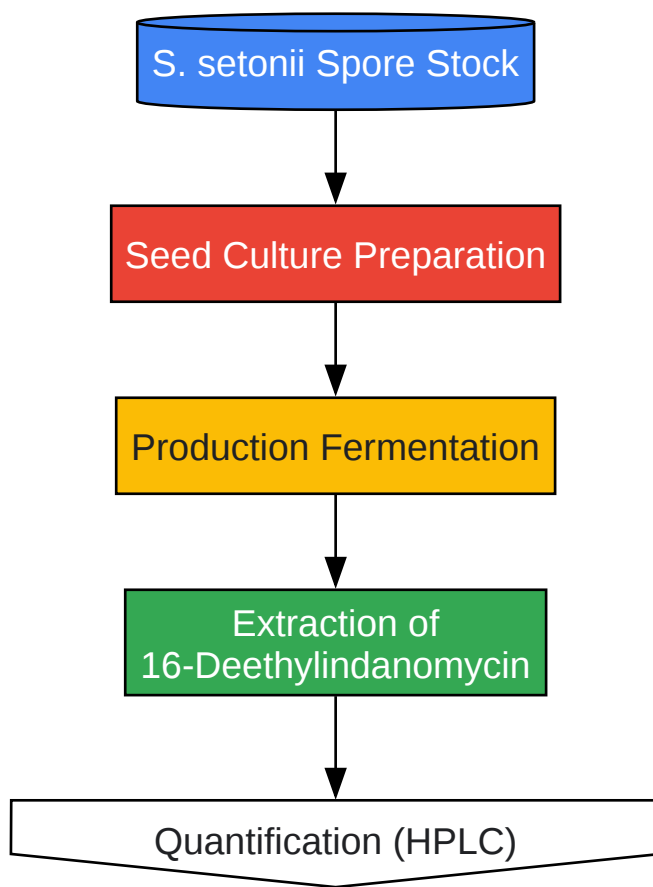 S. setonii Spore Stock
Seed Culture Preparation
Production Fermentation
Extraction of
16-Deethylindanomycin
Quantification (HPLC)